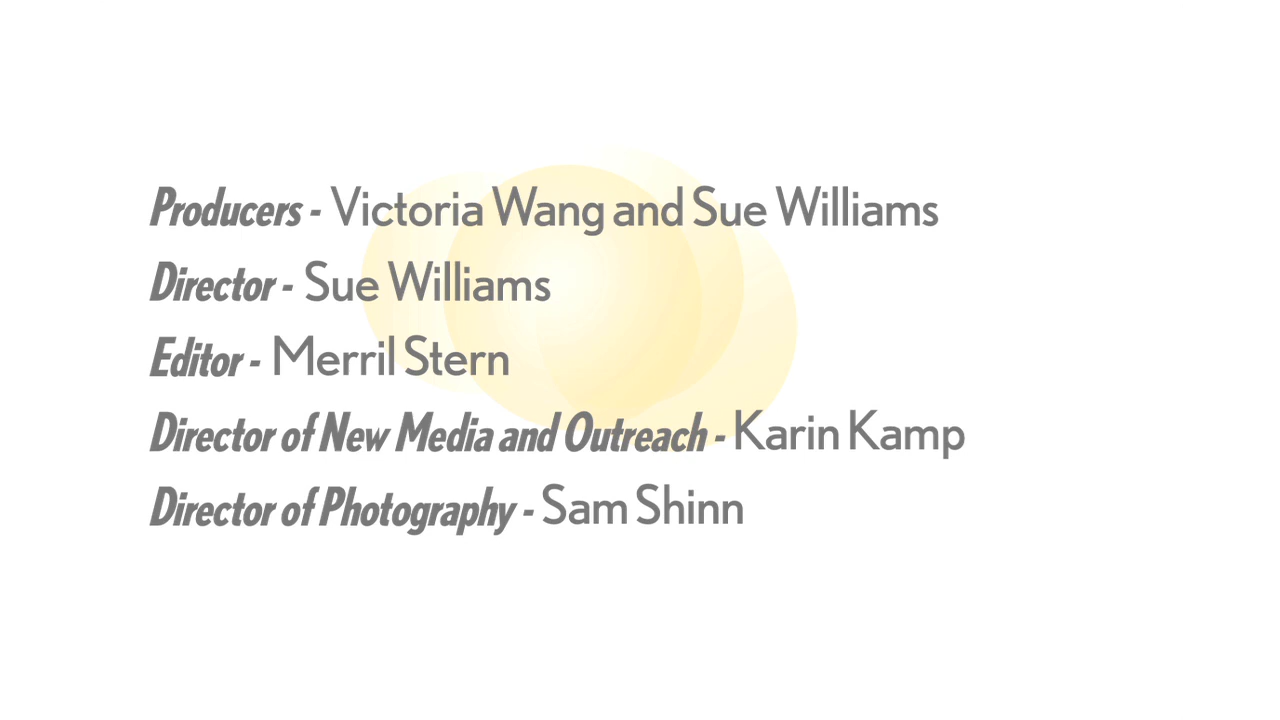 Producers - Victoria Wang and Sue Williams
Director - Sue Williams
Editor - Merril Stern
Director of New Media and Outreach - Karin Kamp
Director of Photography - Sam Shinn